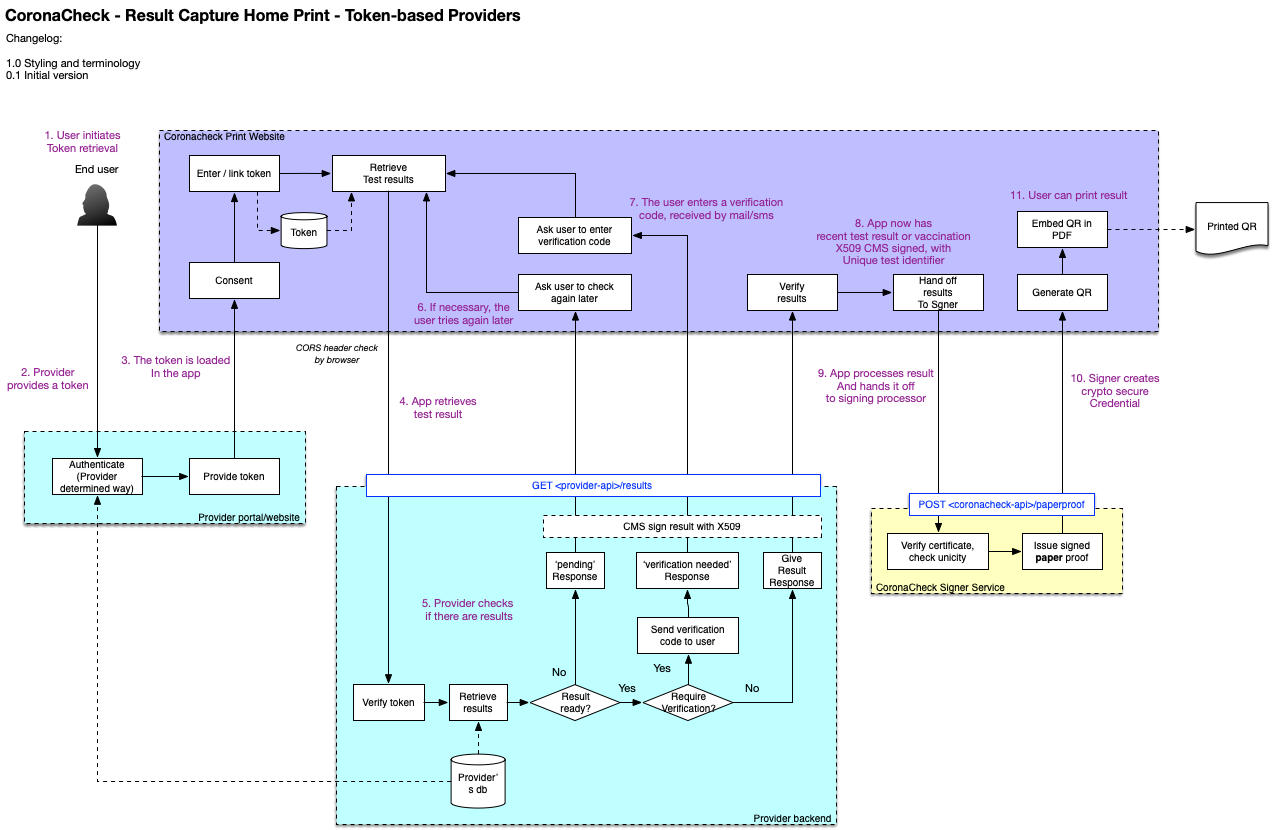 CoronaCheck - Result Capture Home Print - Token-based Providers
Changelog:
1.0 Styling and terminology
0.1 Initial version
1. User initiates
Token retrieval
End user
Coronacheck Print Website
Enter / link token
Retrieve
Test results
Token
Consent
Ask user to enter
verification code
Ask user to check
again later
7. The user enters a verification
code, received by mail/sms
6. If necessary, the
user tries again later
Verify
results
8. App now has
recent test result or vaccination
X509 CMS signed, with
Unique test identifier
Hand off
results
To Sgner
11. User can print result
Embed QR in
PDF
Generate QR
Printed QR
CORS header check
by browser
2. Provider
provides a token
3. The token is loaded
In the app
4. App retrieves
test result
9. App processes result
And hands it off
to signing processor
10. Signer creates
crypto secure
Credential
Authenticate
(Provider
determined way)
Provide token
Provider portal/website
GET <provider-api>/results
CMS sign result with X509
'pending'
Response
'verification needed'
Response
Give
Result
Response
5. Provider checks
if there are results
Send verification
code to user
No
Yes
Yes
No
Verify token
Retrieve
results
Result
ready?
Require
Verification?
Provider'
s db
Provider backend
POST <coronacheck-api>/paperproof
Verify certificate,
check unicity
Issue signed
paper proof
CoronaCheck Signer Service